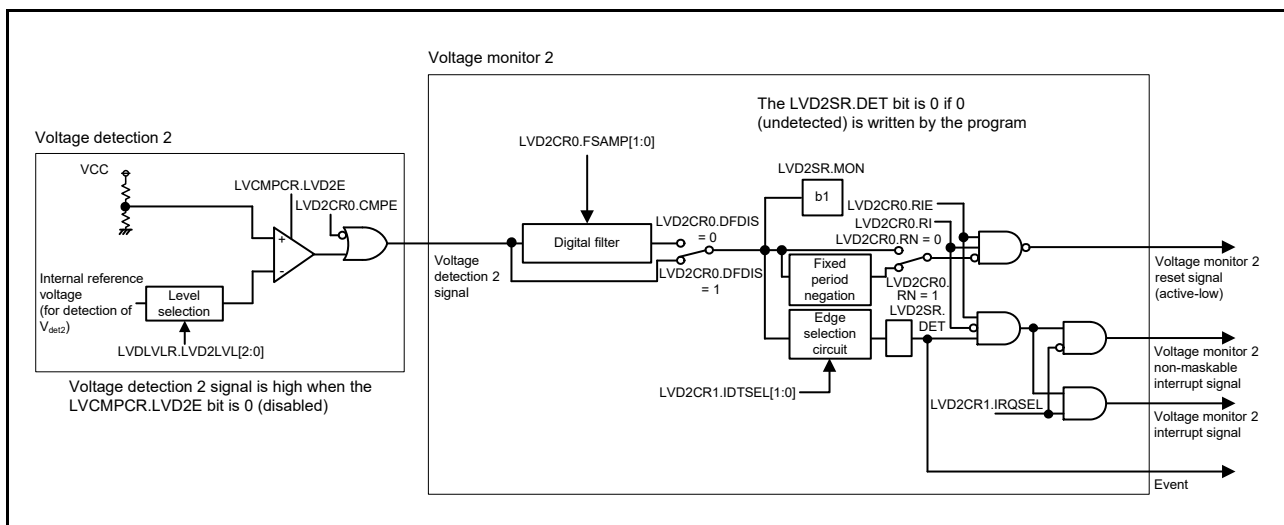 Voltage monitor 2
The LVD2SR.DET bit is 0 if 0
(undetected) is written by the program
Voltage detection 2
VCC
LVCMPCR.LVD2E
LVD2CR0.CMPE
+
-
Internal reference
voltage
(for detection of
Vdet2)
Level
selection
LVDLVLR.LVD2LVL[2:0]
Voltage detection 2 signal is high when the
LVCMPCR.LVD2E bit is 0 (disabled)
LVD2CR0.FSAMP[1:0]
Digital filter
Voltage
detection 2
signal
LVD2CR0.DFDIS
= 0
LVD2CR0.DFDIS
= 1
LVD2SR.MON
b1
LVD2CR0.RIE
LVD2CR0.RI
LVD2CR0.RN = 0
Fixed
period
negation
LVD2CR0.
RN = 1
LVD2SR.
DET
Edge
selection
circuit
LVD2CR1.IDTSEL[1:0]
LVD2CR1.IRQSEL
Voltage monitor 2
reset signal
(active-low)
Voltage monitor 2
non-maskable
interrupt signal
Voltage monitor 2
interrupt signal
Event